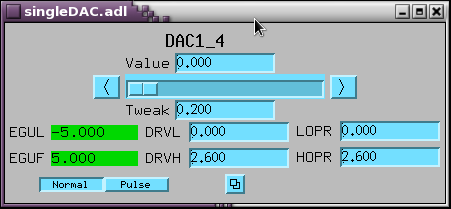 singleDAC.adl
DAC1_4
Value 0.000
Tweak 0.200
EGUL -5.000 DRVL 0.000 LOPR 0.000
EGUF 5.000 DRVH 2.600 HOPR 2.600
Normal Pulse